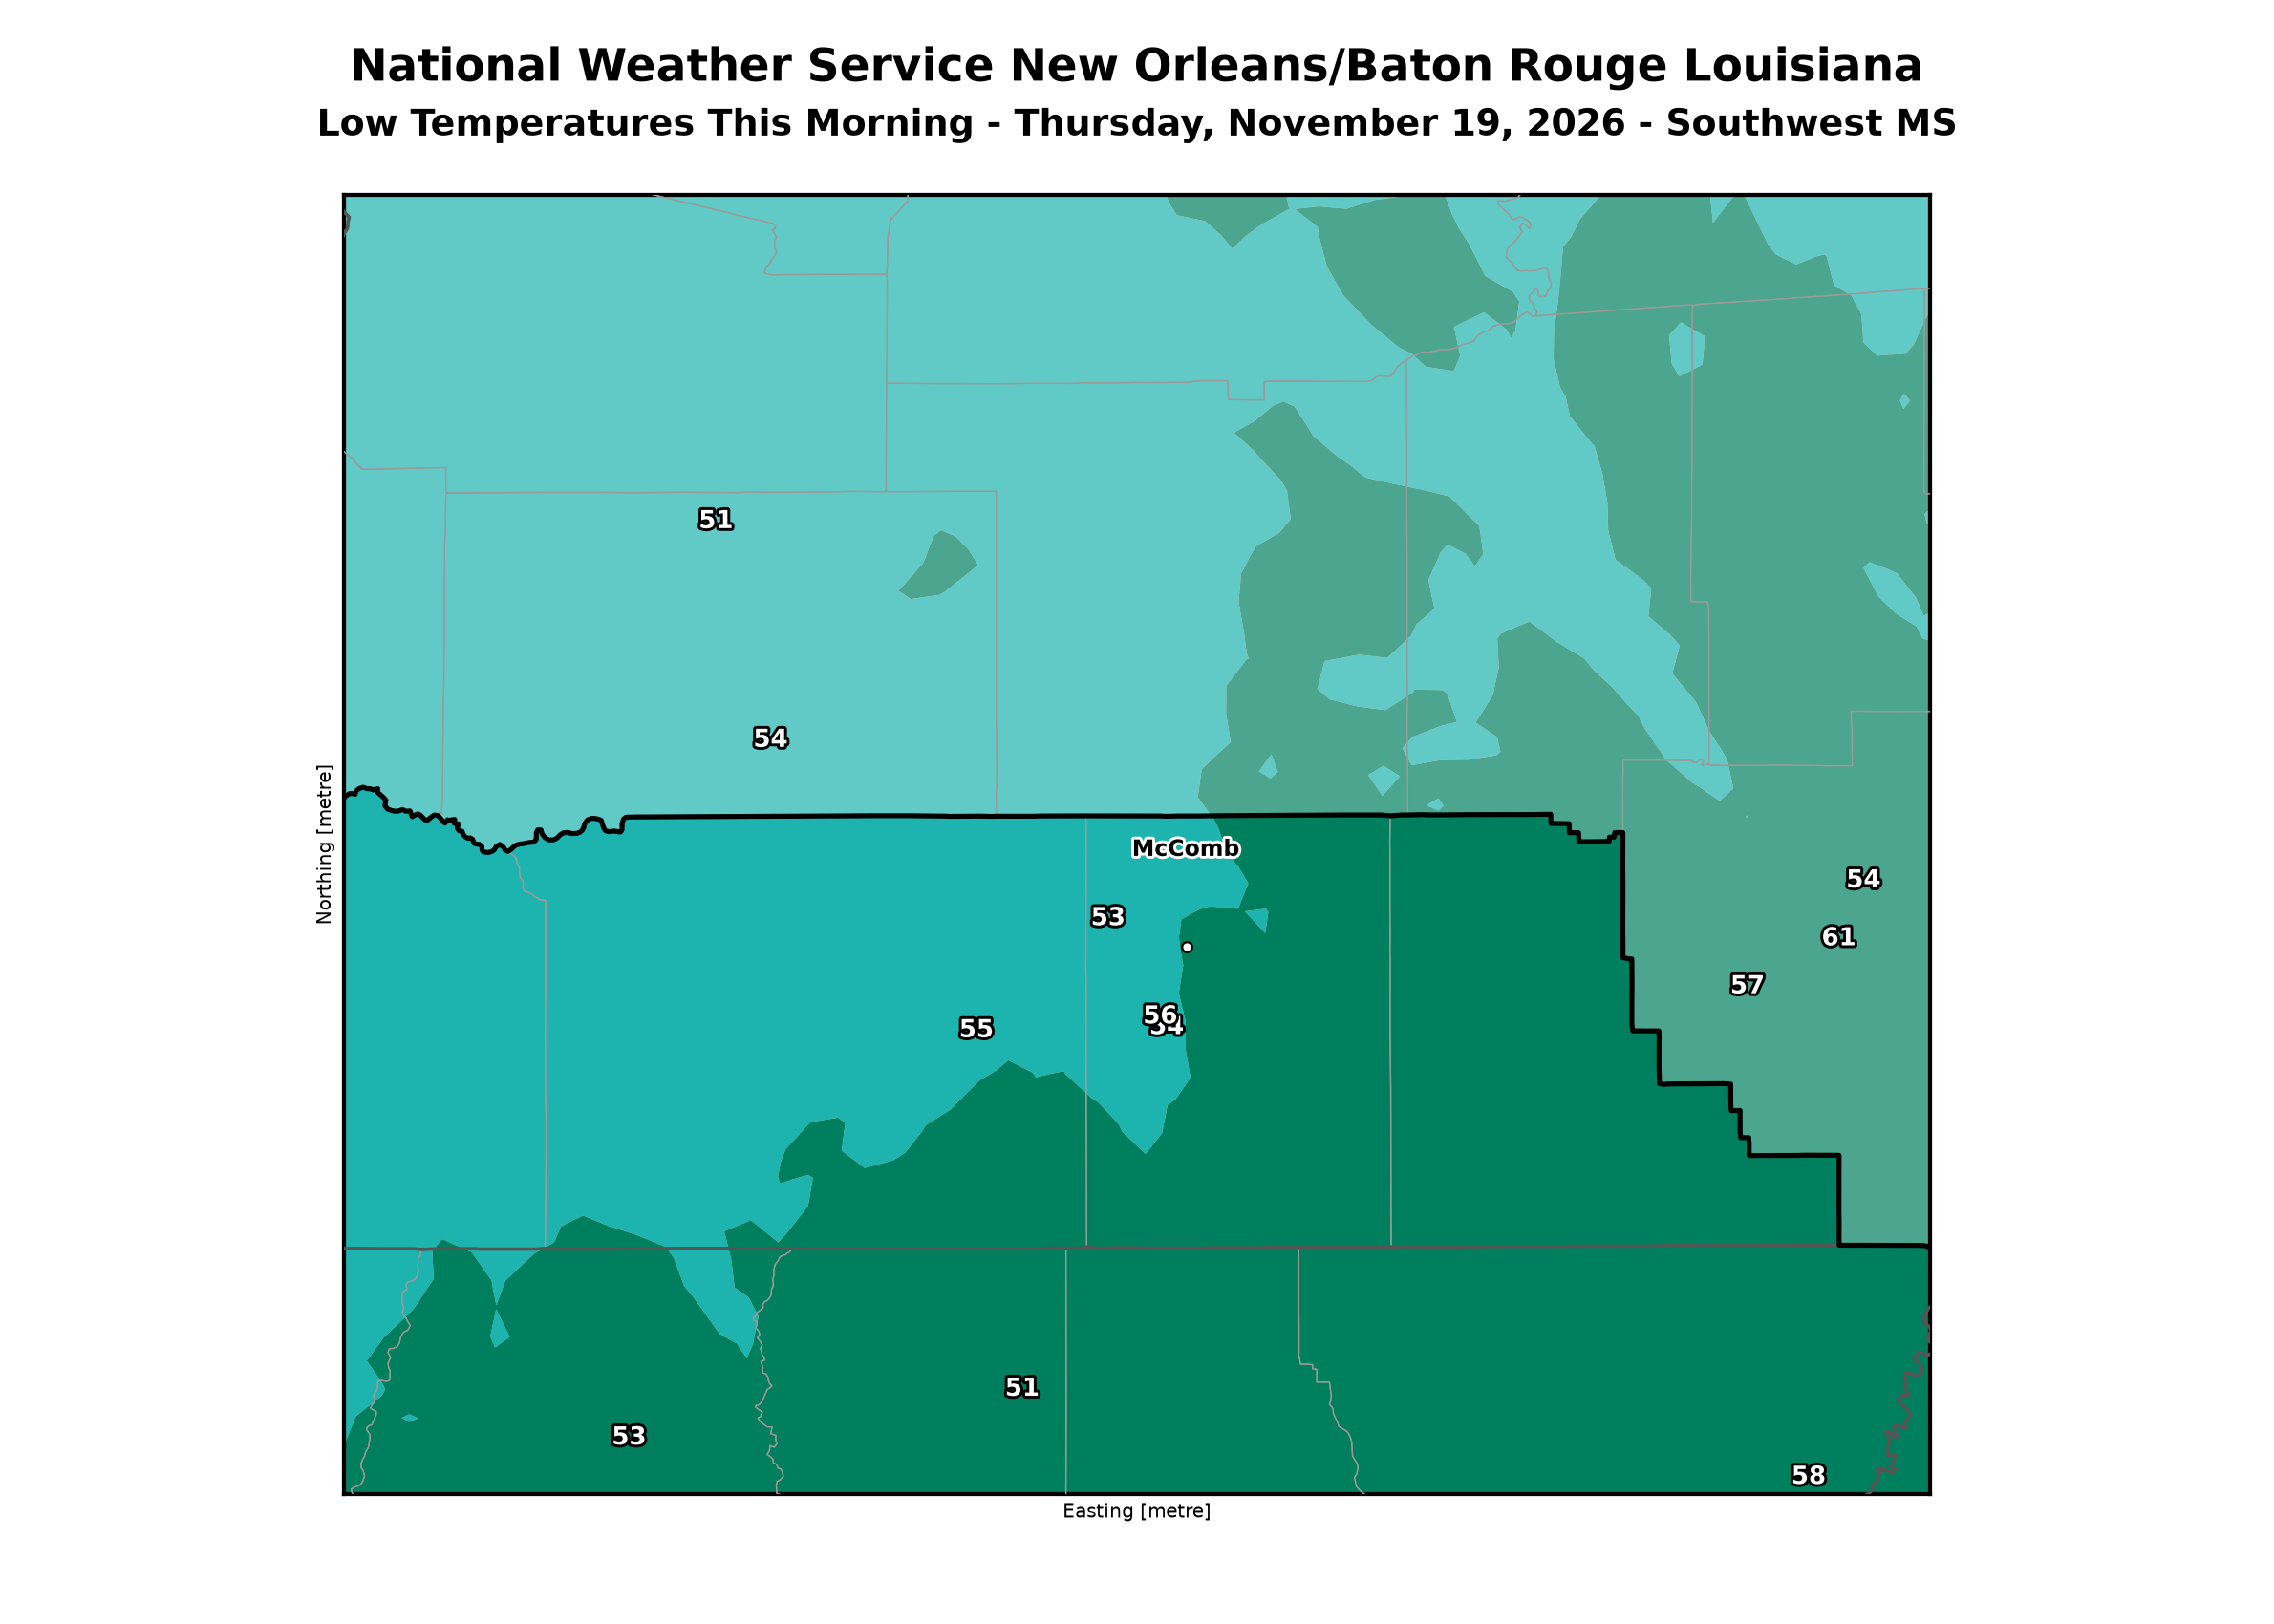 National Weather Service New Orleans/Baton Rouge Louisiana
Low Temperatures This Morning - Thursday, November 19, 2026 - Southwest MS
51
54
McComb
54
53
61
57
56
54
55
51
53
58
Northing [metre]
Easting [metre]